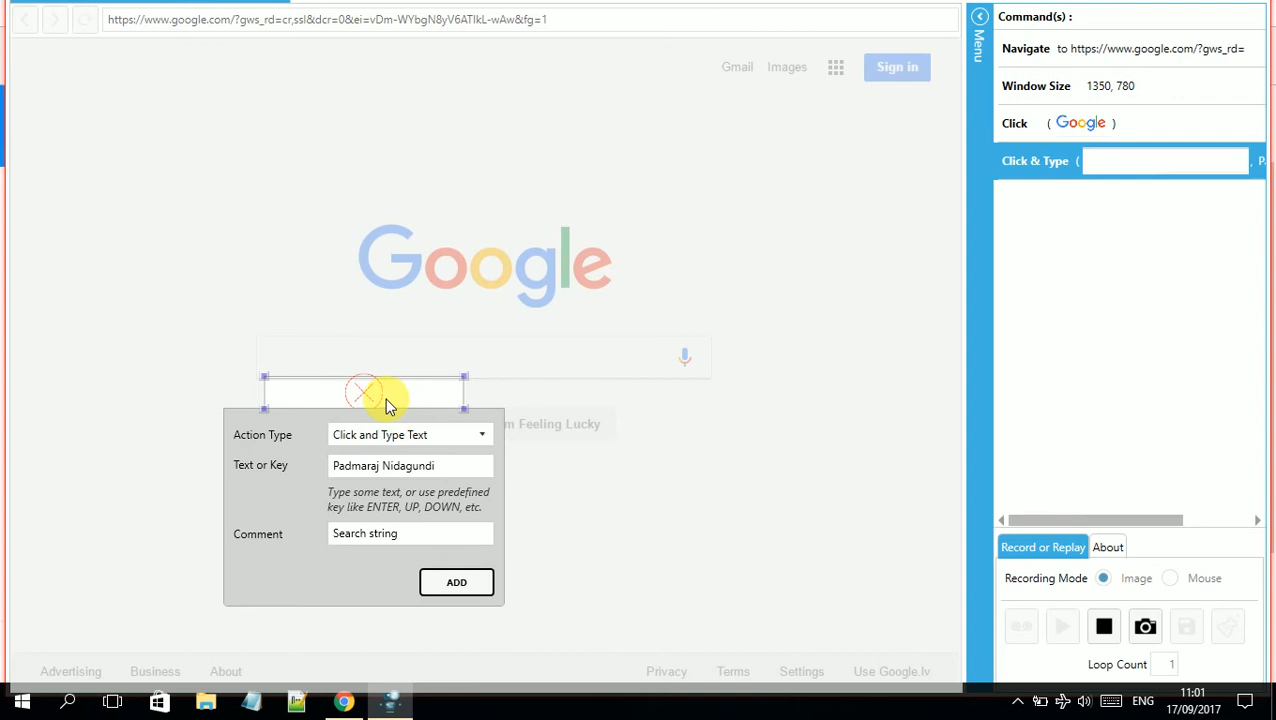 https://www.google.com/?gws_rd=cr,ssl&dcr=0&ei=vDm-WYbgN8yV6ATIkL-wAw&fg=1
Gmail Images Sign in
Google
m Feeling Lucky
Action Type Click and Type Text
Text or Key Padmaraj Nidagundi
Type some text, or use predefined
key like ENTER, UP, DOWN, etc.
Comment Search string
ADD
Advertising Business About Privacy Terms Settings Use Google.lv
Menu
Command(s) :
Navigate to https://www.google.com/?gws_rd=
Window Size 1350, 780
Click ( Google )
Click & Type ( , P
Record or Replay About
Recording Mode Image Mouse
Loop Count 1
ENG
11:01
17/09/2017